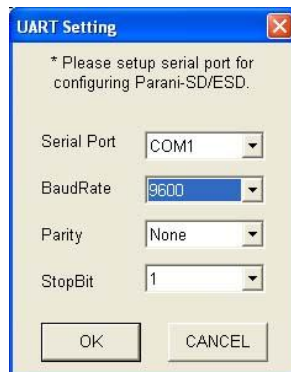 UART Setting
* Please setup serial port for
configuring Parani-SD/ESD.
Serial Port COM1
BaudRate 9600
Parity None
StopBit 1
OK CANCEL